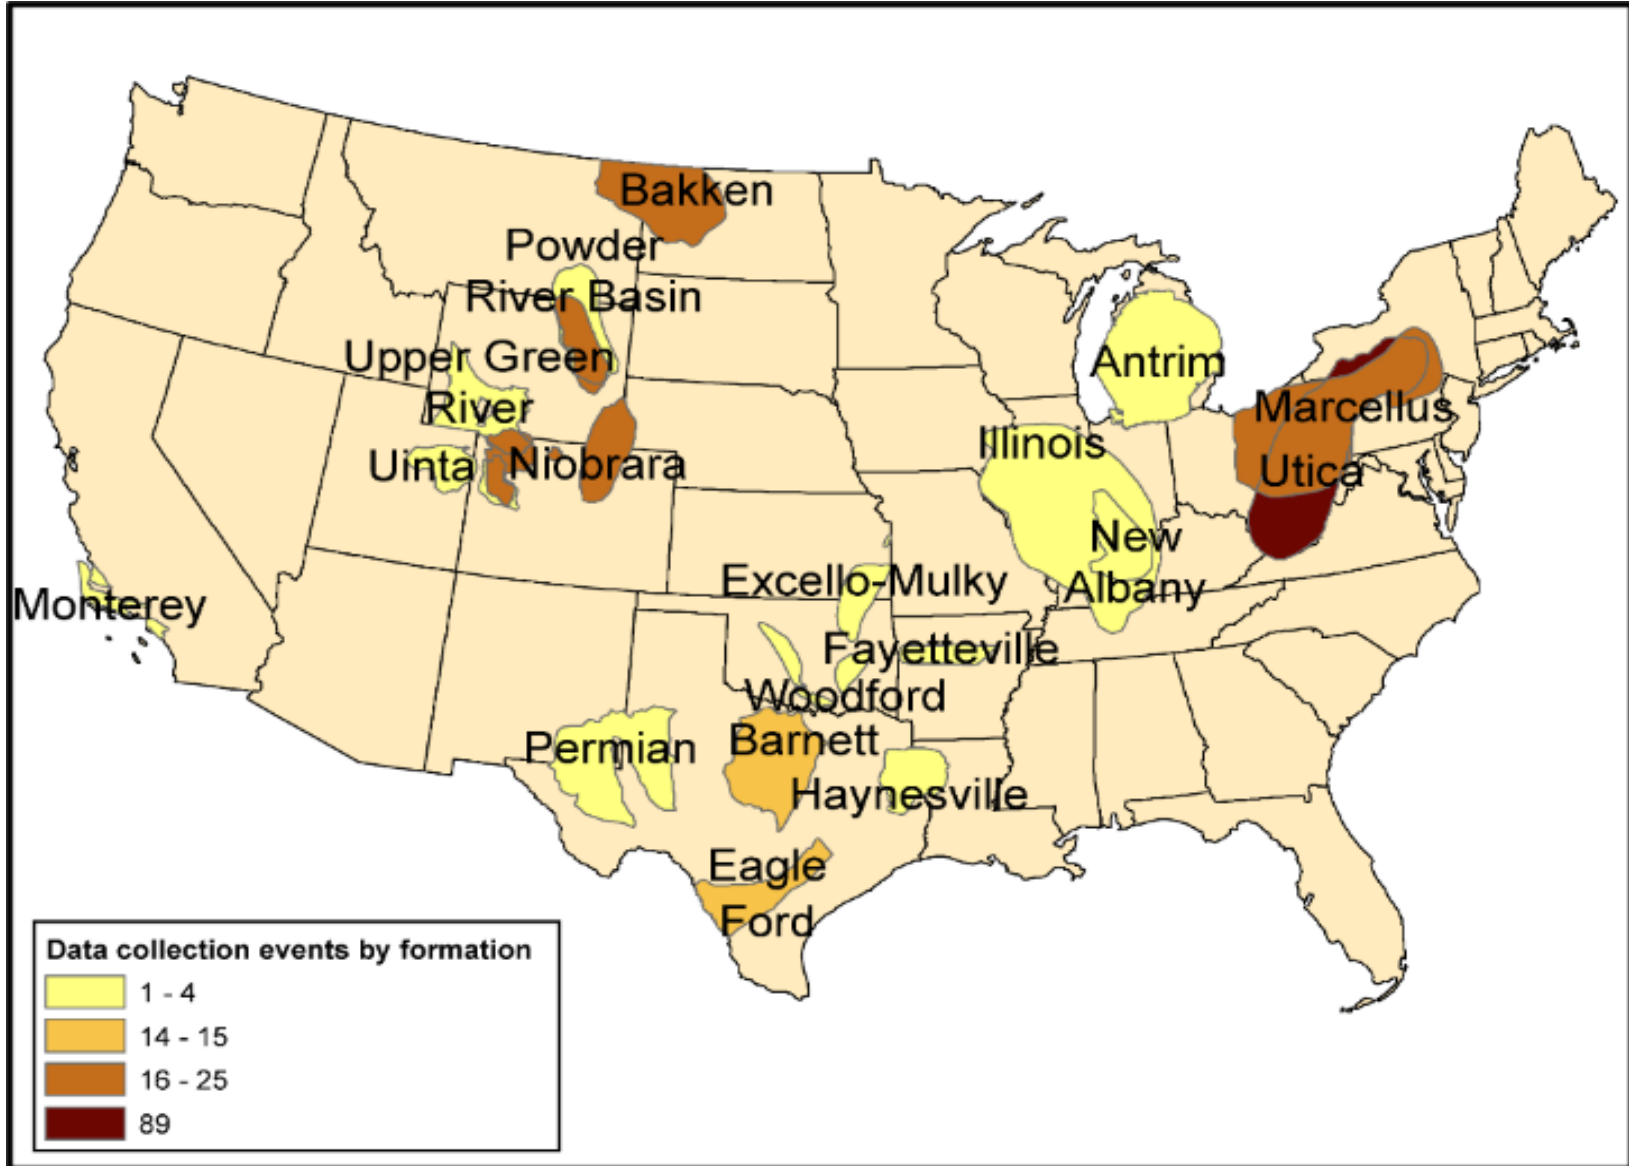 Bakken
Powder
River Basin
Upper Green
River
Uinta
Niobrara
Antrim
Marcellus
Utica
Illinois
New
Albany
Monterey
Excello-Mulky
Fayetteville
Woodford
Permian
Barnett
Haynesville
Eagle
Ford
Data collection events by formation
1 - 4
14 - 15
16 - 25
89